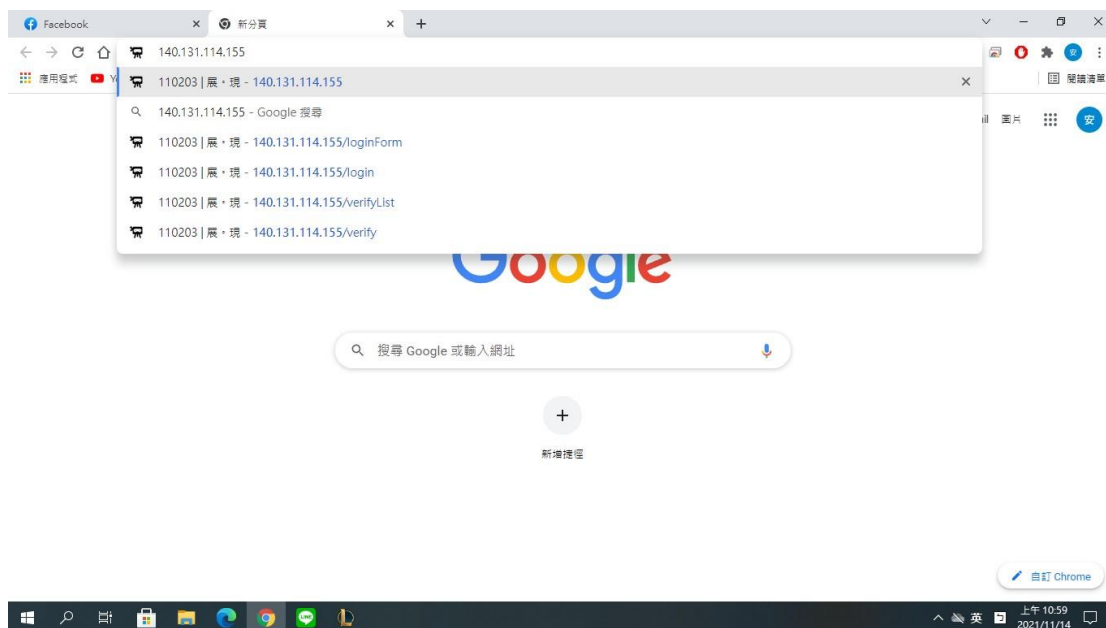 Facebook
新分頁
140.131.114.155
應用程式
110203 | 展・現 - 140.131.114.155
閱讀清單
140.131.114.155 - Google 搜尋
圖片
安
110203 | 展・現 - 140.131.114.155/loginForm
110203 | 展・現 - 140.131.114.155/login
110203 | 展・現 - 140.131.114.155/verifyList
110203 | 展・現 - 140.131.114.155/verify
Google
搜尋 Google 或輸入網址
新增捷徑
自訂 Chrome
英
上午 10:59
2021/11/14